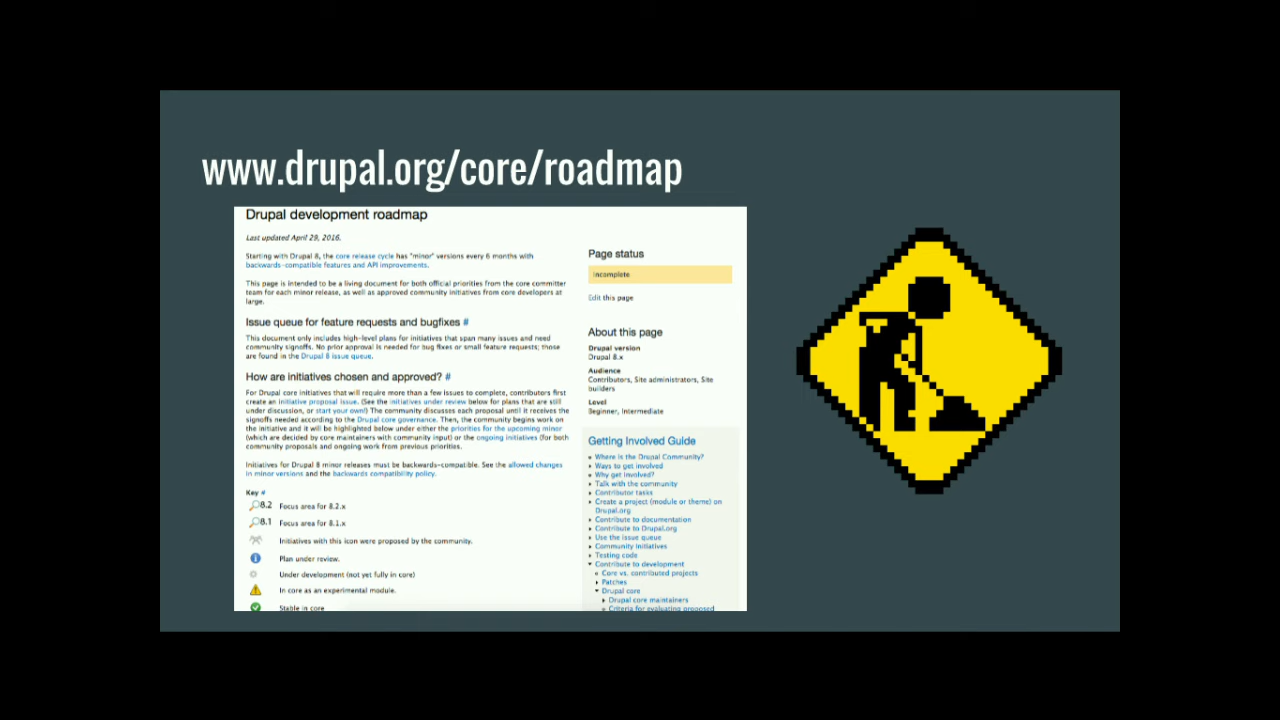 www.drupal.org/core/roadmap
Drupal development roadmap
Last updated April 29, 2016.
Starting with Drupal 8, the core release cycle has "minor" versions every 6 months with
backwards-compatible features and API improvements.
This page is intended to be a living document for both official priorities from the core committer
team for each minor release, as well as approved community initiatives from core developers at
large.
Issue queue for feature requests and bugfixes #
This document only includes high-level plans for initiatives that span many issues and need
community signoffs. No prior approval is needed for bug fixes or small feature requests; those
are found in the Drupal 8 issue queue.
How are initiatives chosen and approved? #
For Drupal core initiatives that will require more than a few issues to complete, contributors first
create an initiative proposal issue. (See the initiatives under review below for plans that are still
under discussion, or start your own!) The community discusses each proposal until it receives the
signoffs needed according to the Drupal core governance. Then, the community begins work on
the initiative and it will be highlighted below under either the priorities for the upcoming minor
(which are decided by core maintainers with community input) or the ongoing initiatives (for both
community proposals and ongoing work from previous priorities.
Initiatives for Drupal 8 minor releases must be backwards-compatible. See the allowed changes
in minor versions and the backwards compatibility policy.
Key #
8.2 Focus area for 8.2.x
8.1 Focus area for 8.1.x
Initiatives with this icon were proposed by the community.
Plan under review.
Under development (not yet fully in core)
In core as an experimental module.
Stable in core
Page status
Incomplete
Edit this page
About this page
Drupal version
Drupal 8.x
Audience
Contributors, Site administrators, Site
builders
Level
Beginner, Intermediate
Getting Involved Guide
Where is the Drupal Community?
Ways to get involved
Why get involved?
Talk with the community
Contributor tasks
Create a project (module or theme) on
Drupal.org
Contribute to documentation
Contribute to Drupal.org
Use the issue queue
Community initiatives
Testing code
Contribute to development
Core vs. contributed projects
Patches
Drupal core
Drupal core maintainers
Criteria for evaluating proposed